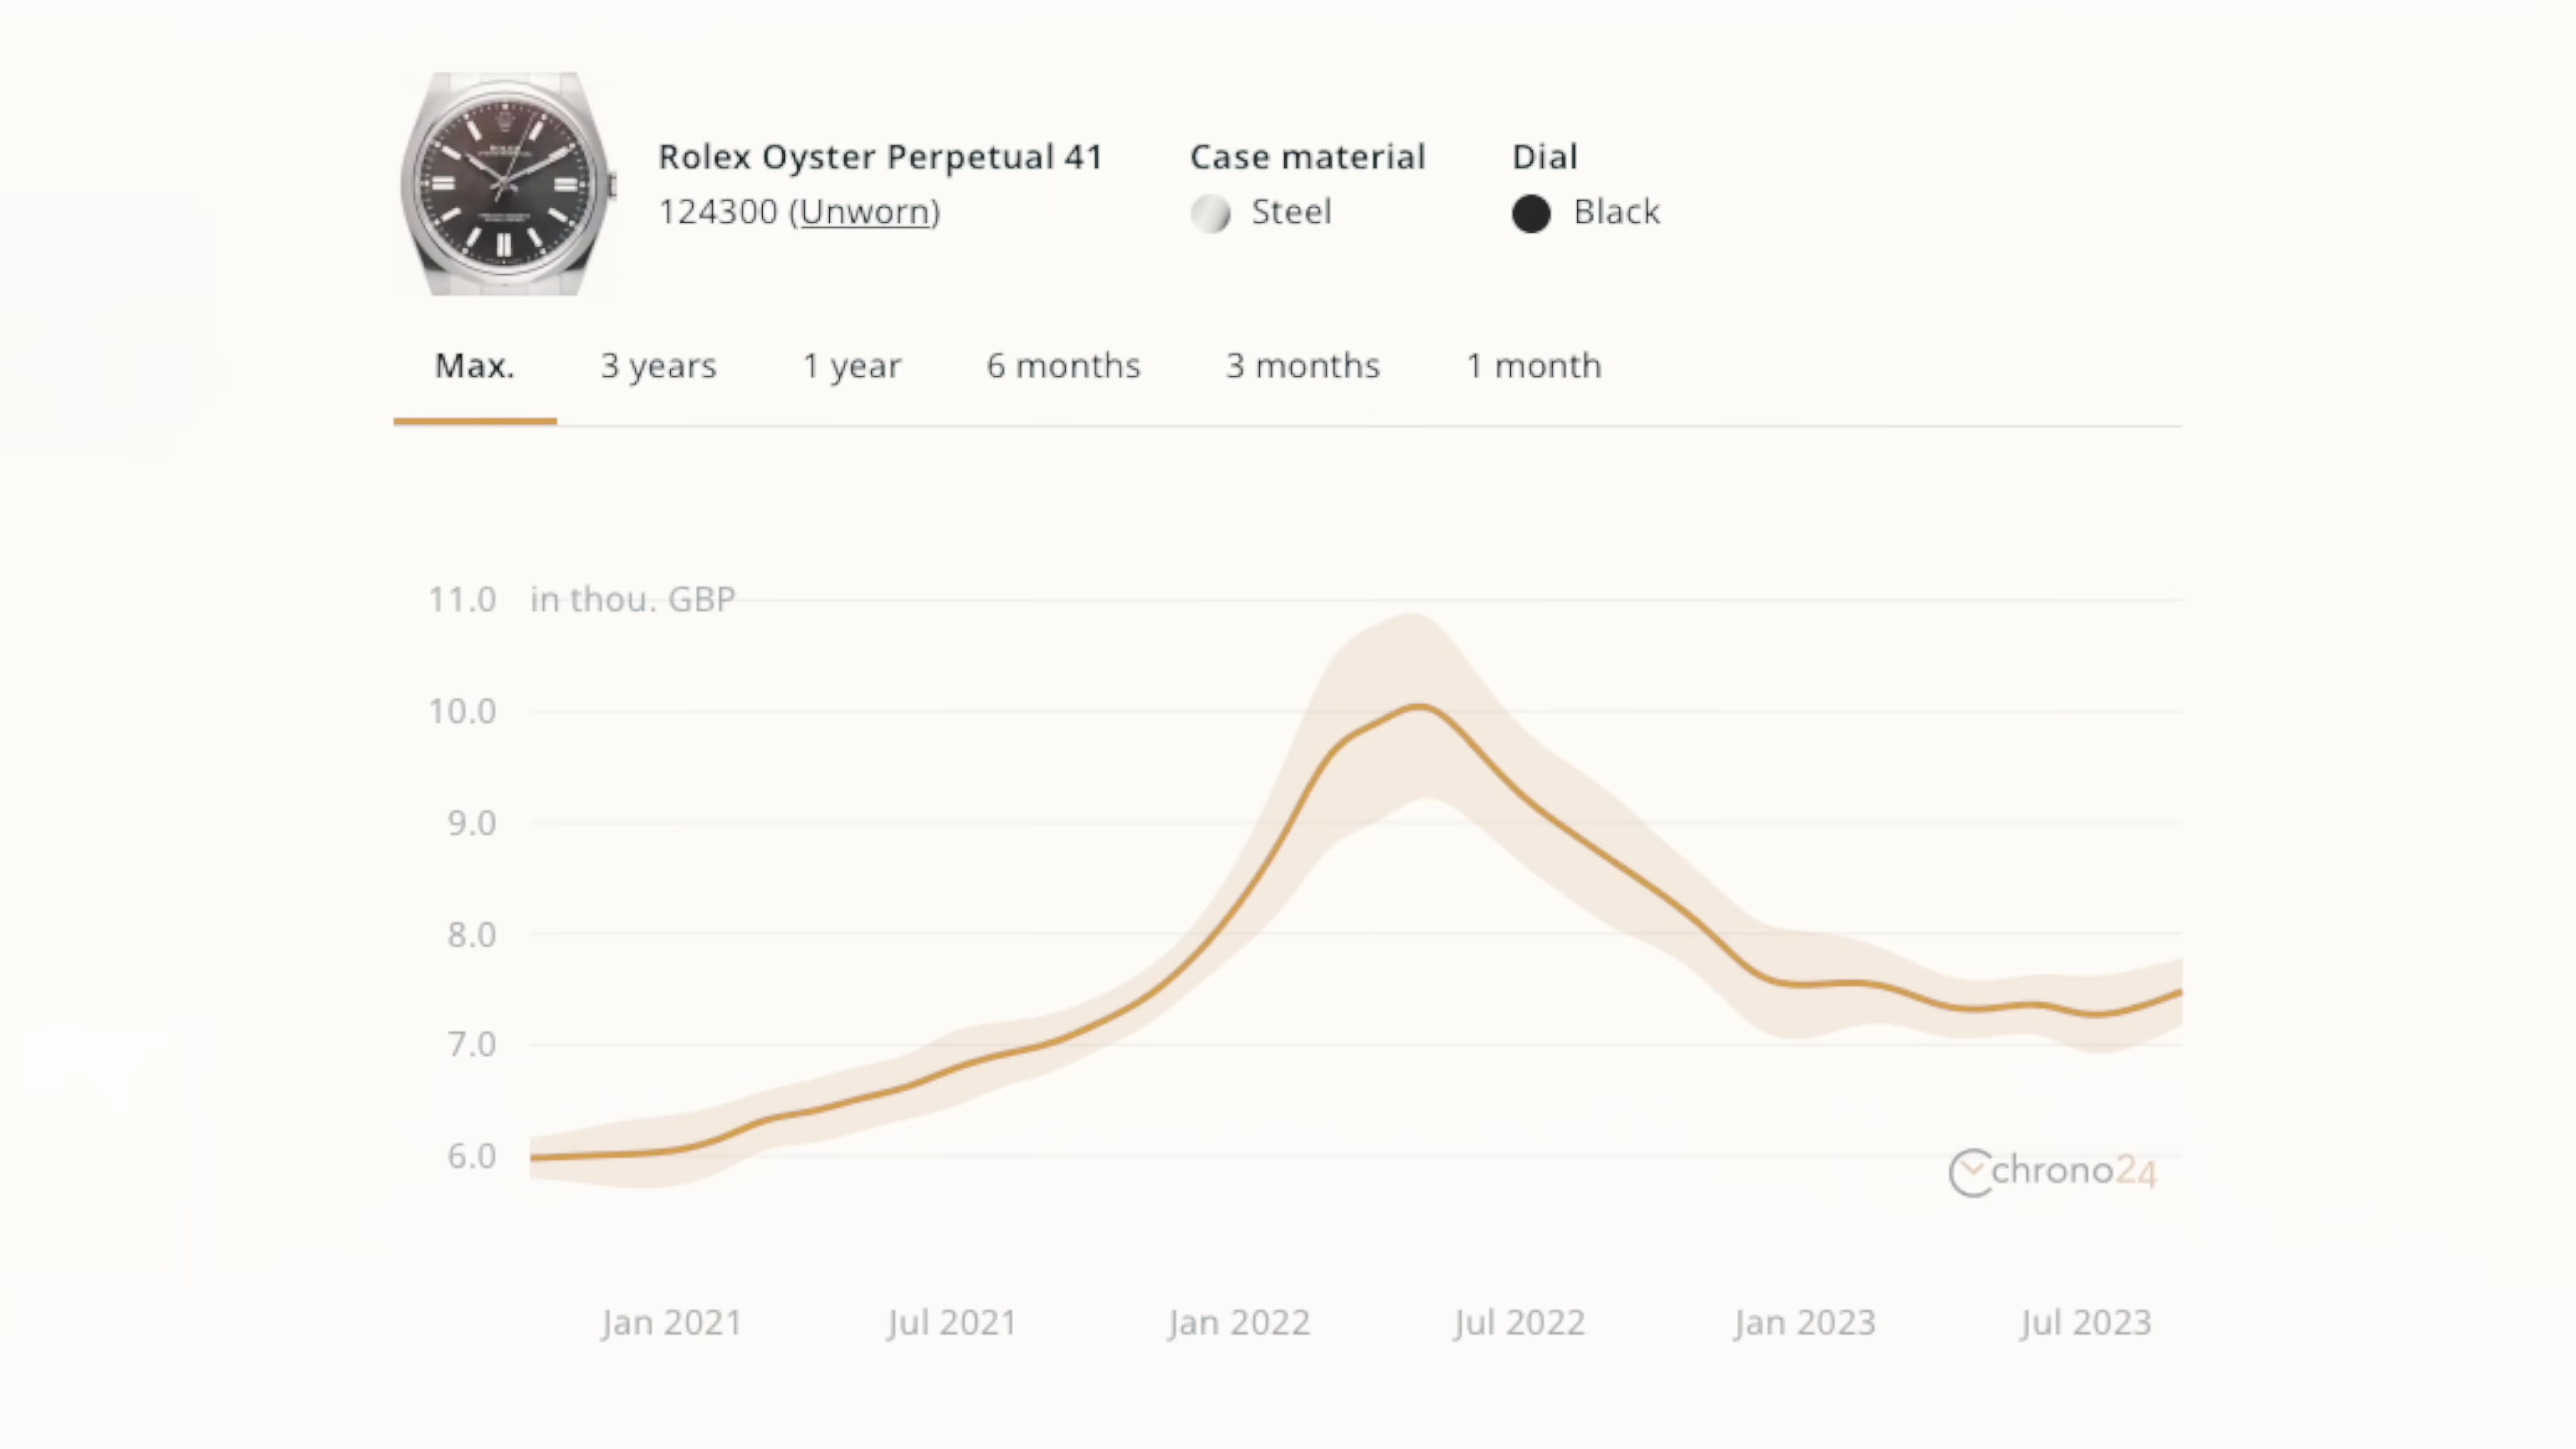 Rolex Oyster Perpetual 41
124300 (Unworn)
Case material
Steel
Dial
Black
Max. 3 years 1 year 6 months 3 months 1 month
11.0 in thou. GBP
10.0
9.0
8.0
7.0
6.0
chrono24
Jan 2021 Jul 2021 Jan 2022 Jul 2022 Jan 2023 Jul 2023